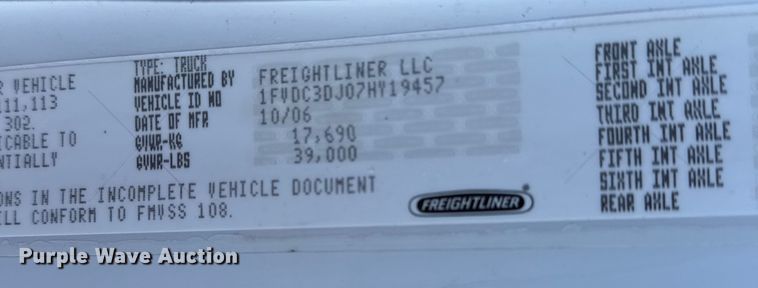 TYPE: TRUCK
R VEHICLE MANUFACTURED BY FREIGHTLINER LLC
111,113 VEHICLE ID NO 1FVDC3DJ07HV19457
302. DATE OF MFR 10/06
ICABLE TO GVWR-KG 17,690
NTIALLY GVWR-LBS 39,000
ONS IN THE INCOMPLETE VEHICLE DOCUMENT
ILL CONFORM TO FMVSS 108.
FREIGHTLINER
FRONT AXLE
FIRST INT AXLE
SECOND INT AXLE
THIRD INT AXLE
FOURTH INT AXLE
FIFTH INT AXLE
SIXTH INT AXLE
REAR AXLE
Purple Wave Auction